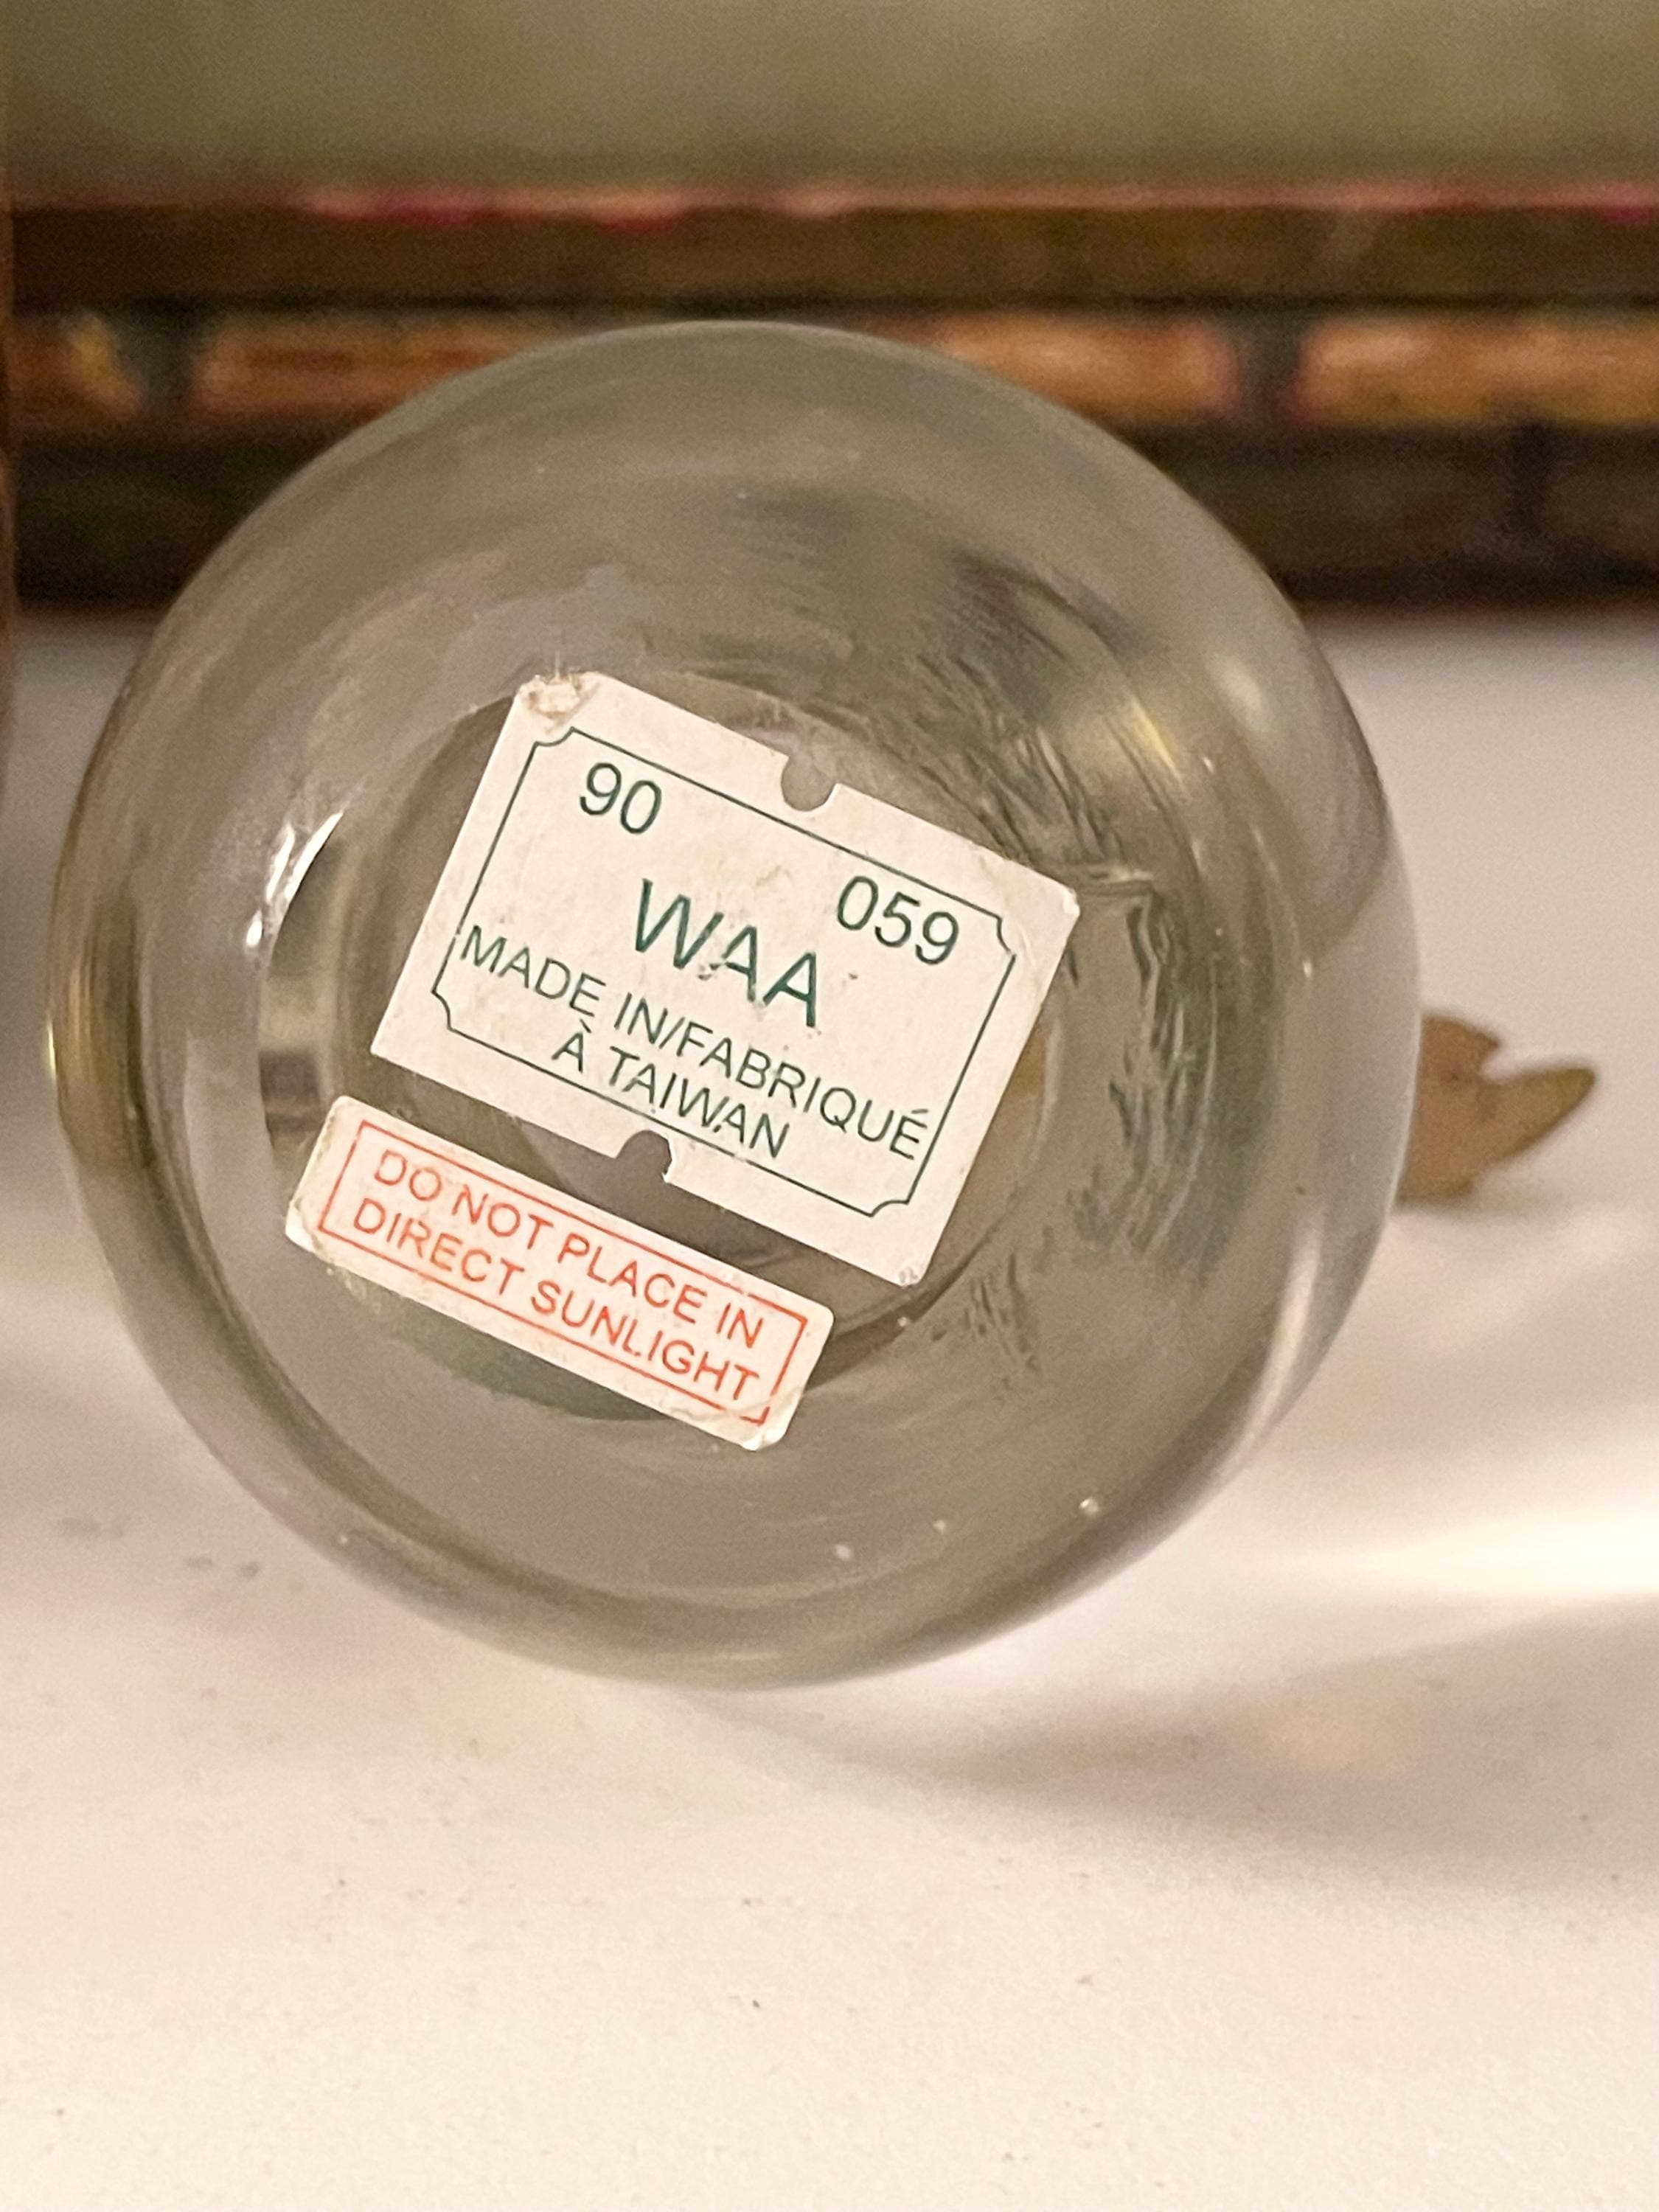 90
059
WAA
MADE IN/FABRIQUÉ
À TAIWAN
DO NOT PLACE IN
DIRECT SUNLIGHT